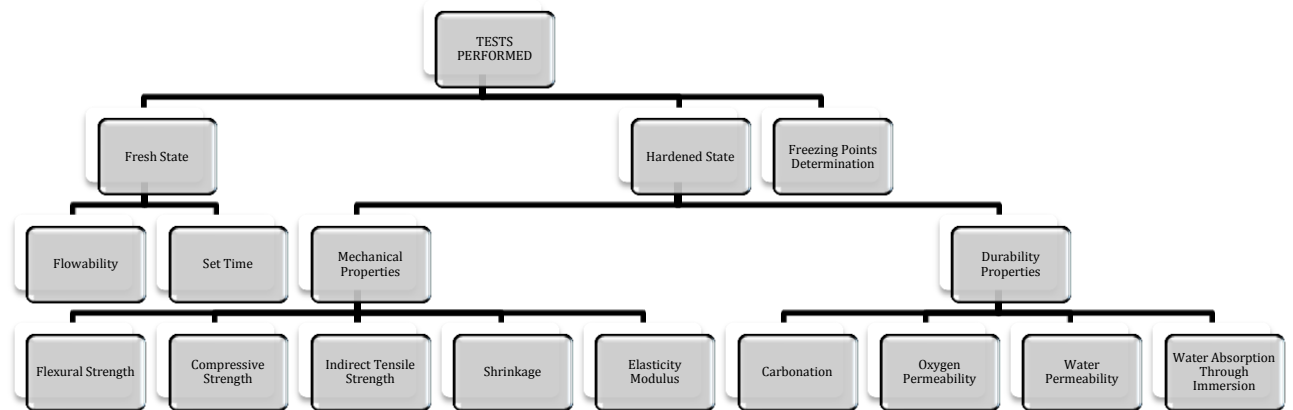 TESTS
PERFORMED
Fresh State
Hardened State
Freezing Points
Determination
Flowability
Set Time
Mechanical
Properties
Durability
Properties
Flexural Strength
Compressive
Strength
Indirect Tensile
Strength
Shrinkage
Elasticity
Modulus
Carbonation
Oxygen
Permeability
Water
Permeability
Water Absorption
Through
Immersion